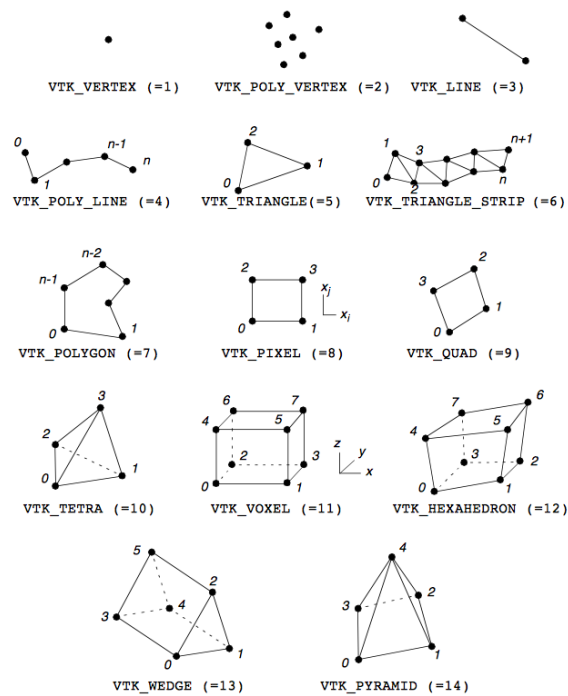 VTK_VERTEX (=1)
VTK_POLY_VERTEX (=2)
VTK_LINE (=3)
0
1
n-1
n
VTK_POLY_LINE (=4)
2
1
0
VTK_TRIANGLE(=5)
1
3
n+1
0
2
n
VTK_TRIANGLE_STRIP (=6)
n-2
n-1
0
1
VTK_POLYGON (=7)
2
3
0
1
xj
xi
VTK_PIXEL (=8)
2
3
1
0
VTK_QUAD (=9)
3
2
0
1
VTK_TETRA (=10)
6
7
4
5
2
3
0
1
z
y
x
VTK_VOXEL (=11)
7
6
4
5
3
2
0
1
VTK_HEXAHEDRON (=12)
5
2
3
4
0
1
VTK_WEDGE (=13)
4
3
2
0
1
VTK_PYRAMID (=14)